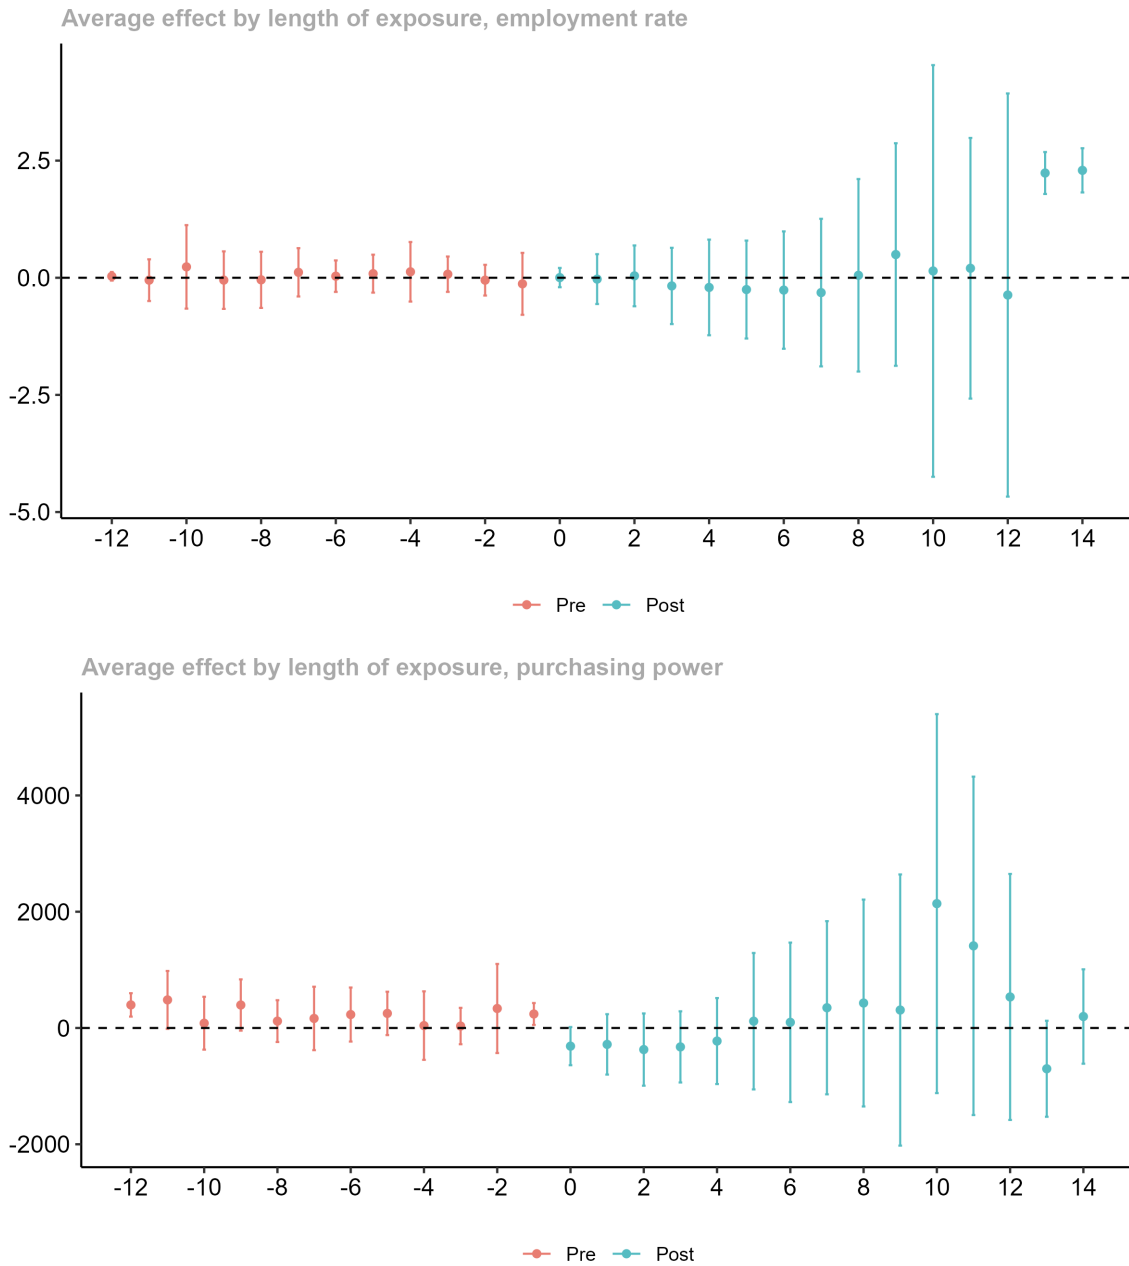 Average effect by length of exposure, employment rate
2.5
0.0
-2.5
-5.0
-12 -10 -8 -6 -4 -2 0 2 4 6 8 10 12 14
Pre Post
Average effect by length of exposure, purchasing power
4000
2000
0
-2000
-12 -10 -8 -6 -4 -2 0 2 4 6 8 10 12 14
Pre Post